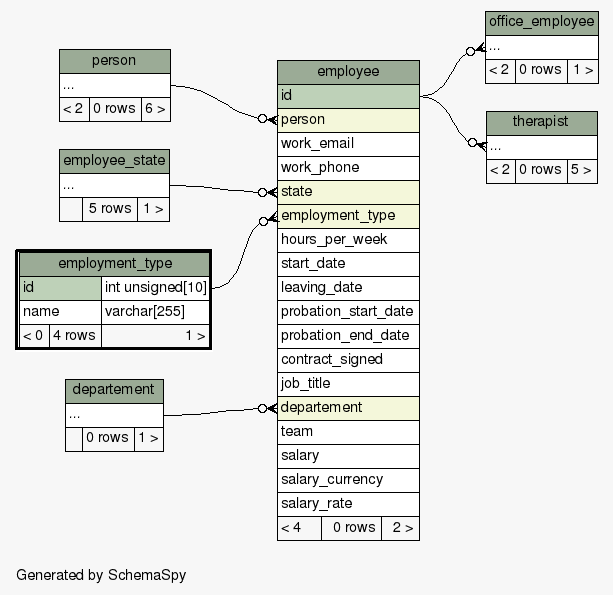 office_employee
...
< 2 0 rows 1 >
person
...
< 2 0 rows 6 >
employee
id
person
work_email
work_phone
state
employment_type
hours_per_week
start_date
leaving_date
probation_start_date
probation_end_date
contract_signed
job_title
departement
team
salary
salary_currency
salary_rate
< 4 0 rows 2 >
therapist
...
< 2 0 rows 5 >
employee_state
...
5 rows 1 >
employment_type
id int unsigned[10]
name varchar[255]
< 0 4 rows 1 >
departement
...
0 rows 1 >
Generated by SchemaSpy